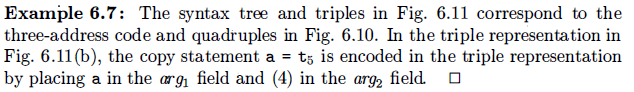 Example 6.7: The syntax tree and triples in Fig. 6.11 correspond to the
three-address code and quadruples in Fig. 6.10. In the triple representation in
Fig. 6.11(b), the copy statement a = t₅ is encoded in the triple representation
by placing a in the arg₁ field and (4) in the arg₂ field. □